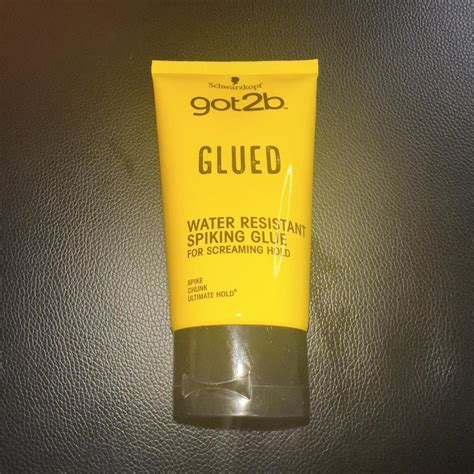 Schwarzkopf
got2b
GLUED
WATER RESISTANT
SPIKING GLUE
FOR SCREAMING HOLD
SPIKE
CHUNK
ULTIMATE HOLD*